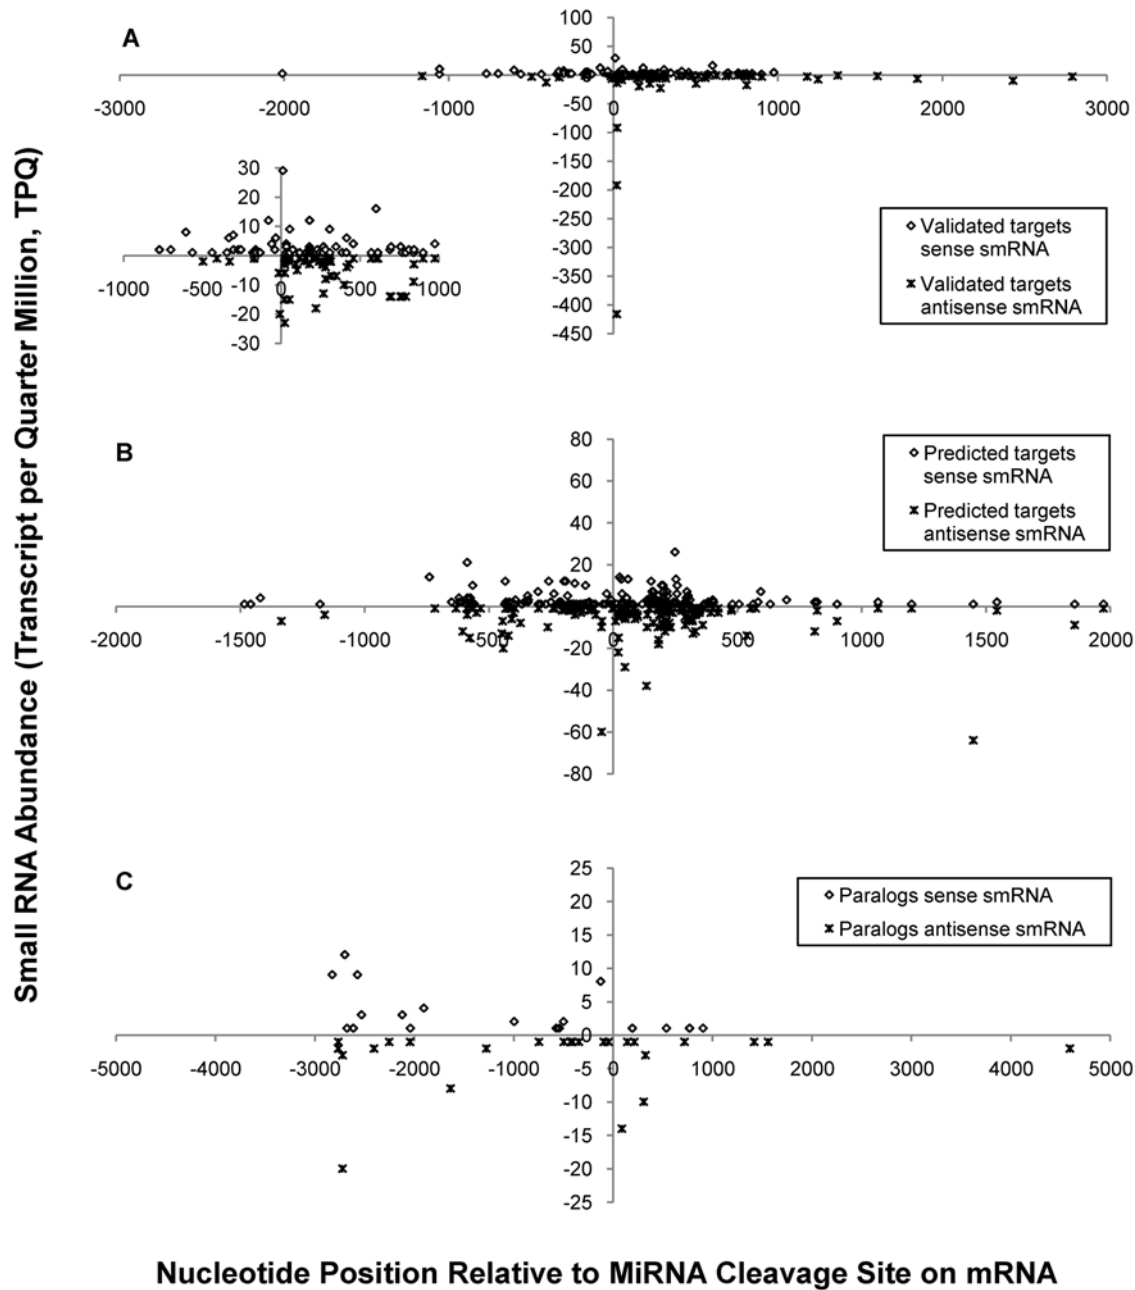 Small RNA Abundance (Transcript per Quarter Million, TPQ)
A
100
50
-50
-100
-150
-200
-250
-300
-350
-400
-450
-3000 -2000 -1000 0 1000 2000 3000
30
20
10
0
-10
-20
-30
-1000 -500 0 500 1000
Validated targets
sense smRNA
Validated targets
antisense smRNA
B
80
60
40
20
0
-20
-40
-60
-80
-2000 -1500 -1000 -500 0 500 1000 1500 2000
Predicted targets
sense smRNA
Predicted targets
antisense smRNA
C
25
20
15
10
5
0
-5
-10
-15
-20
-25
-5000 -4000 -3000 -2000 -1000 0 1000 2000 3000 4000 5000
Paralogs sense smRNA
Paralogs antisense smRNA
Nucleotide Position Relative to MiRNA Cleavage Site on mRNA